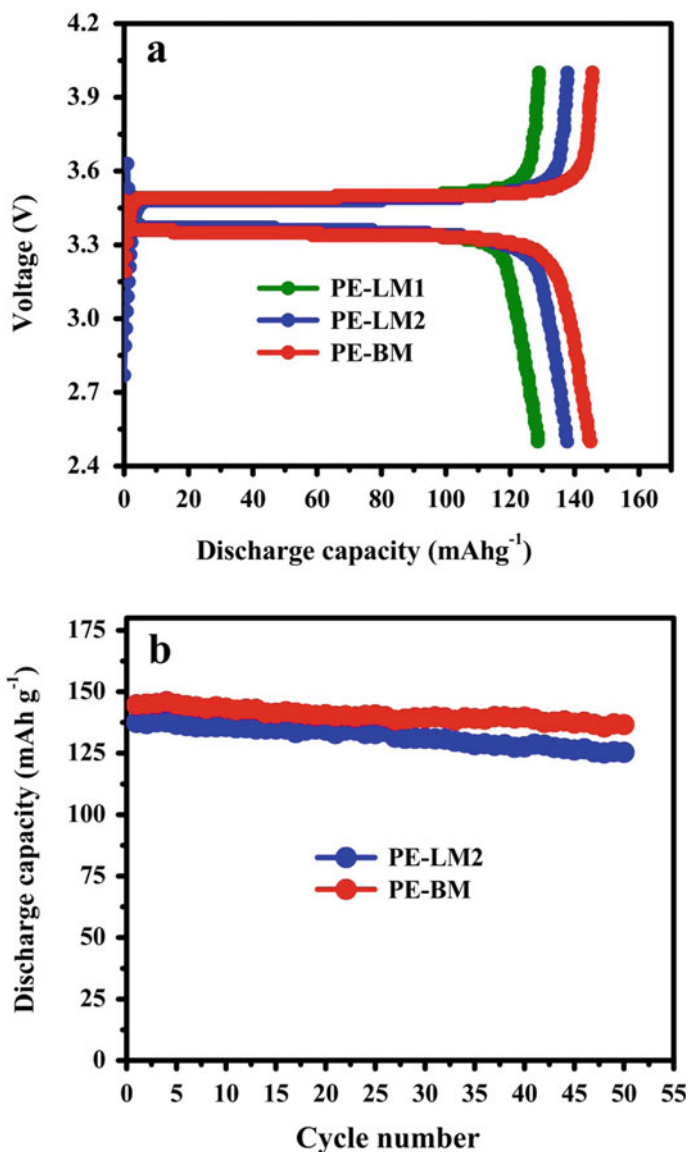 a
4.2
3.9
3.6
3.3
3.0
2.7
2.4
Voltage (V)
PE-LM1
PE-LM2
PE-BM
0 20 40 60 80 100 120 140 160
Discharge capacity (mAhg⁻¹)
b
175
150
125
100
75
50
25
0
Discharge capacity (mAh g⁻¹)
PE-LM2
PE-BM
0 5 10 15 20 25 30 35 40 45 50 55
Cycle number